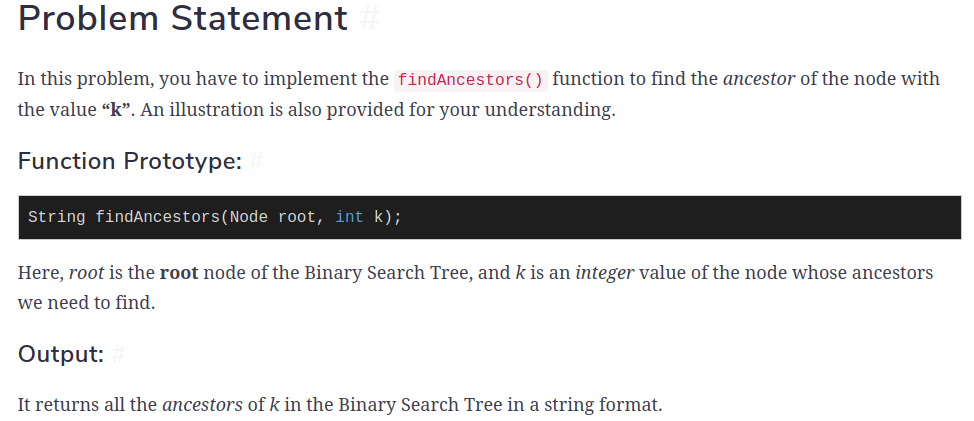 Problem Statement #
In this problem, you have to implement the findAncestors() function to find the ancestor of the node with
the value “k”. An illustration is also provided for your understanding.
Function Prototype: #
String findAncestors(Node root, int k);
Here, root is the root node of the Binary Search Tree, and k is an integer value of the node whose ancestors
we need to find.
Output: #
It returns all the ancestors of k in the Binary Search Tree in a string format.